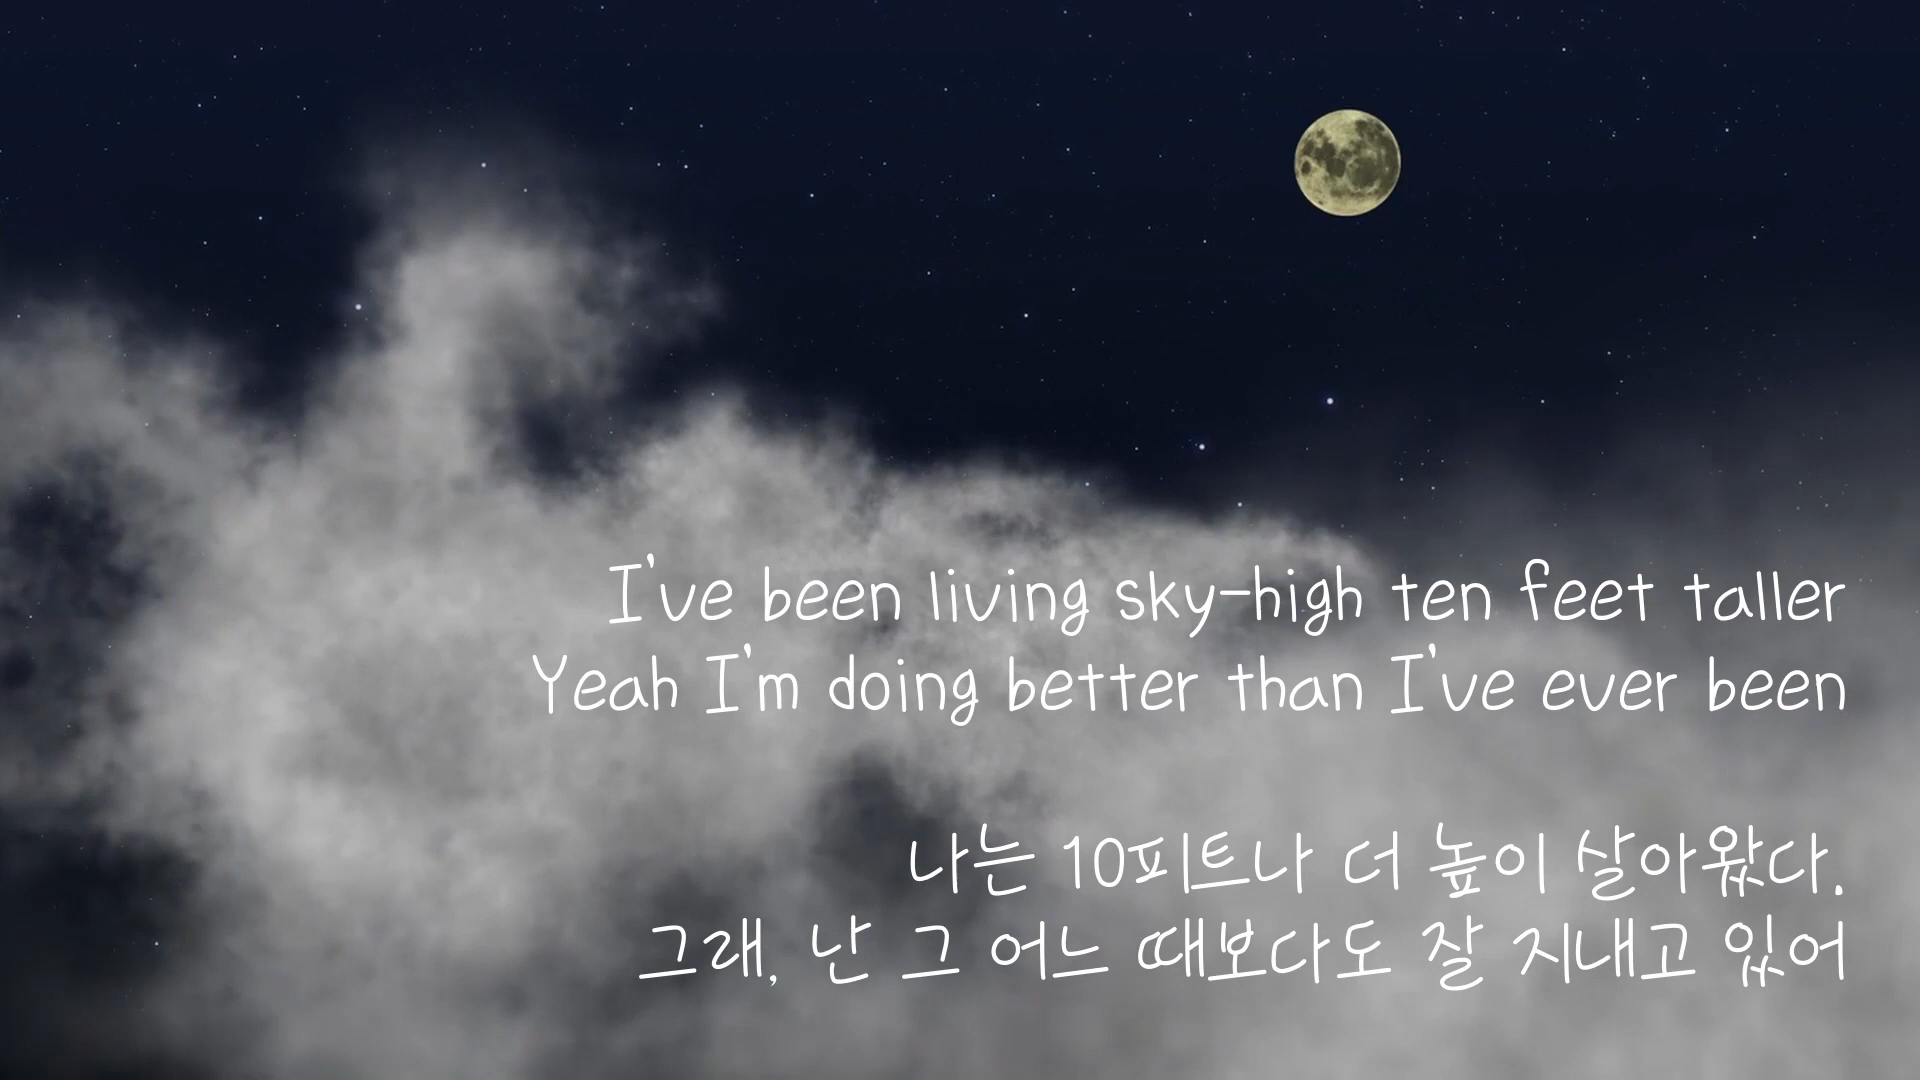 I've been living sky-high ten feet taller
Yeah I'm doing better than I've ever been
나는 10피트나 더 높이 살아왔다.
그래, 난 그 어느 때보다도 잘 지내고 있어